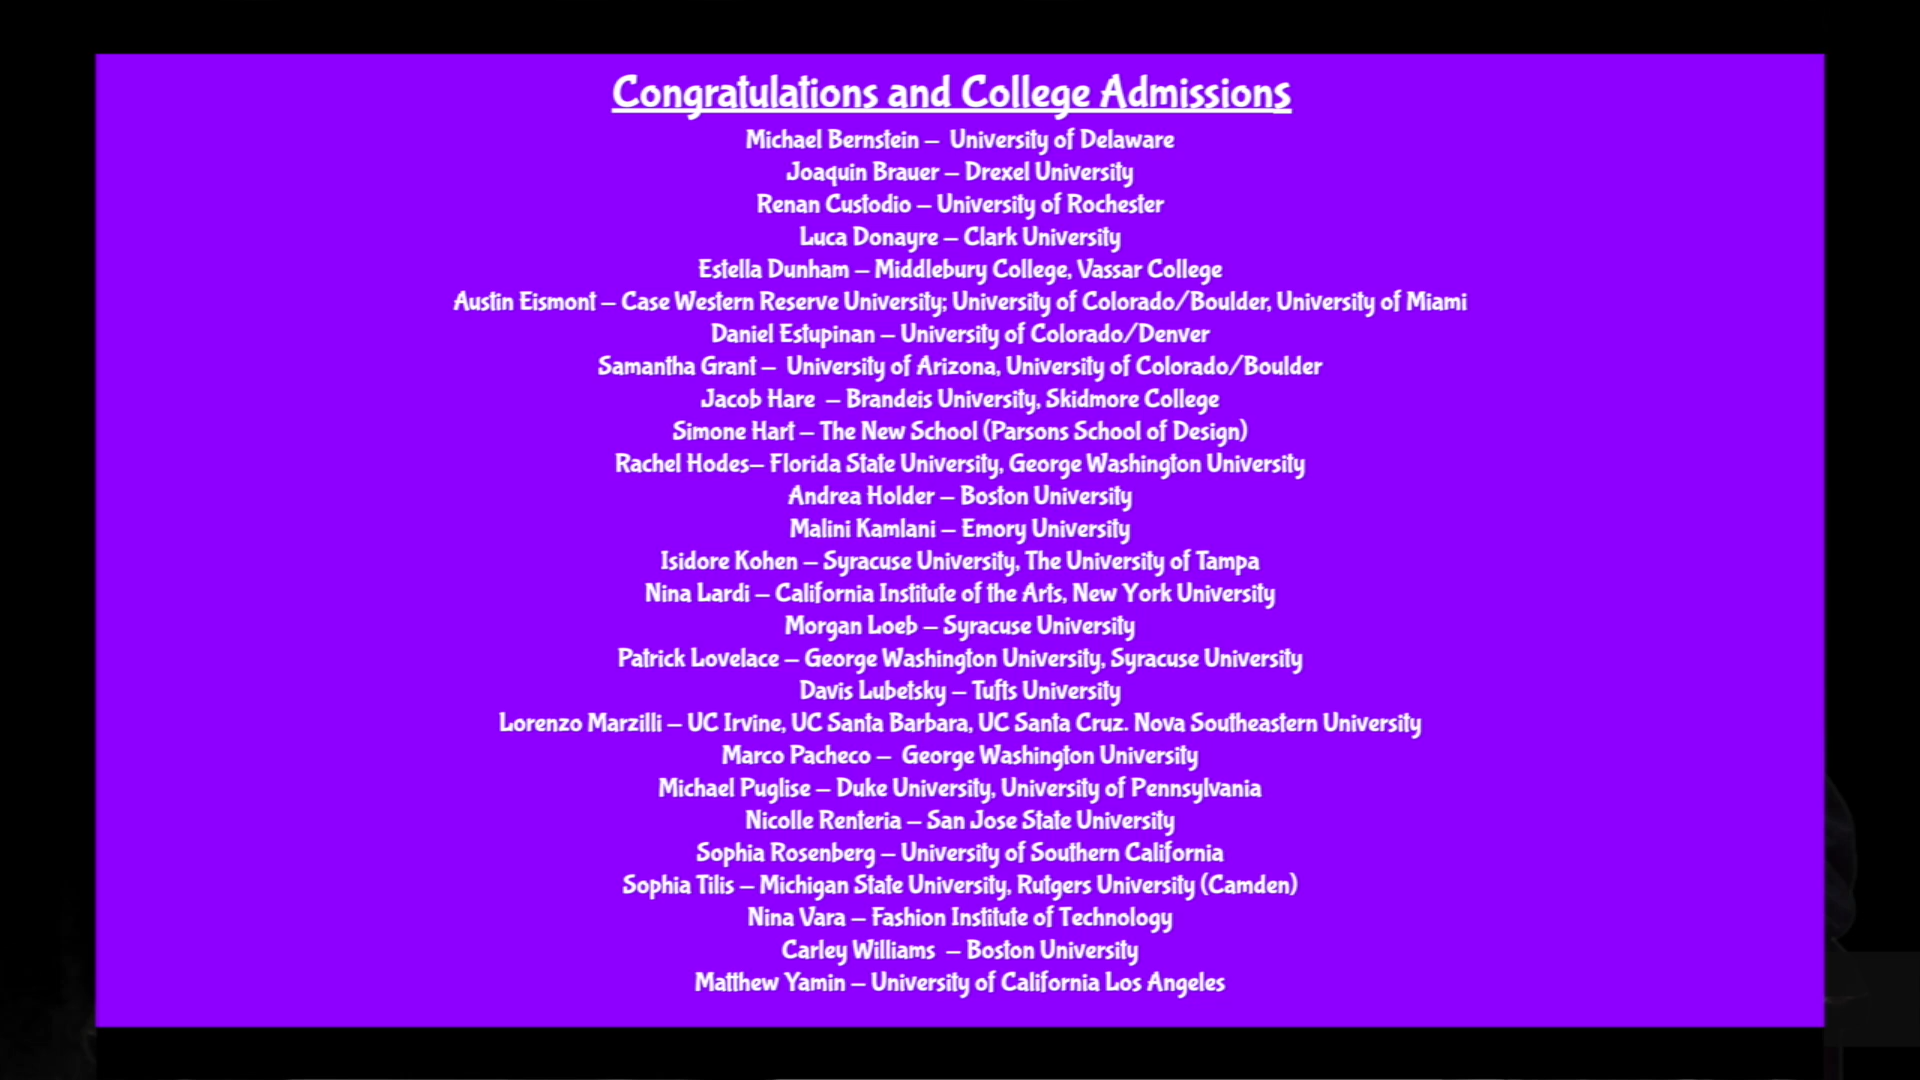 Congratulations and College Admissions
Michael Bernstein –  University of Delaware
Joaquin Brauer – Drexel University
Renan Custodio – University of Rochester
Luca Donayre – Clark University
Estella Dunham – Middlebury College, Vassar College
Austin Eismont – Case Western Reserve University; University of Colorado/Boulder, University of Miami
Daniel Estupinan – University of Colorado/Denver
Samantha Grant –  University of Arizona, University of Colorado/Boulder
Jacob Hare  – Brandeis University, Skidmore College
Simone Hart – The New School (Parsons School of Design)
Rachel Hodes– Florida State University, George Washington University
Andrea Holder – Boston University
Malini Kamlani – Emory University
Isidore Kohen – Syracuse University, The University of Tampa
Nina Lardi – California Institute of the Arts, New York University
Morgan Loeb – Syracuse University
Patrick Lovelace – George Washington University, Syracuse University
Davis Lubetsky – Tufts University
Lorenzo Marzilli – UC Irvine, UC Santa Barbara, UC Santa Cruz. Nova Southeastern University
Marco Pacheco –  George Washington University
Michael Puglise – Duke University, University of Pennsylvania
Nicolle Renteria – San Jose State University
Sophia Rosenberg – University of Southern California
Sophia Tilis – Michigan State University, Rutgers University (Camden)
Nina Vara – Fashion Institute of Technology
Carley Williams  – Boston University
Matthew Yamin – University of California Los Angeles